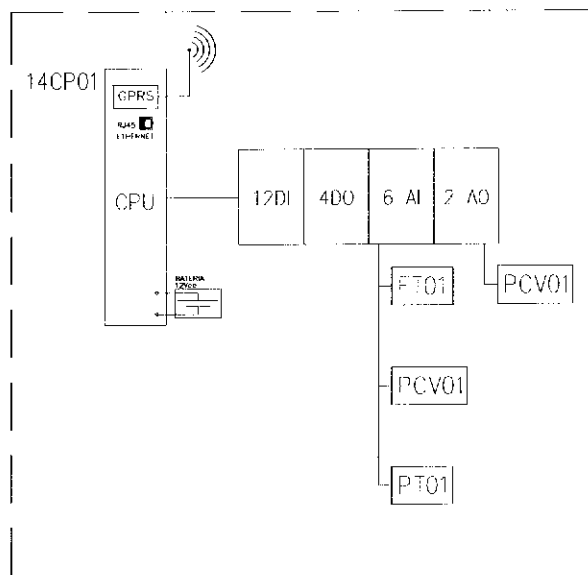 14CP01
GPRS
RJ45
ETHERNET
CPU
12DI 4DO 6 AI 2 AO
BATERIA
12Vcc
FT01
PCV01
PCV01
PT01